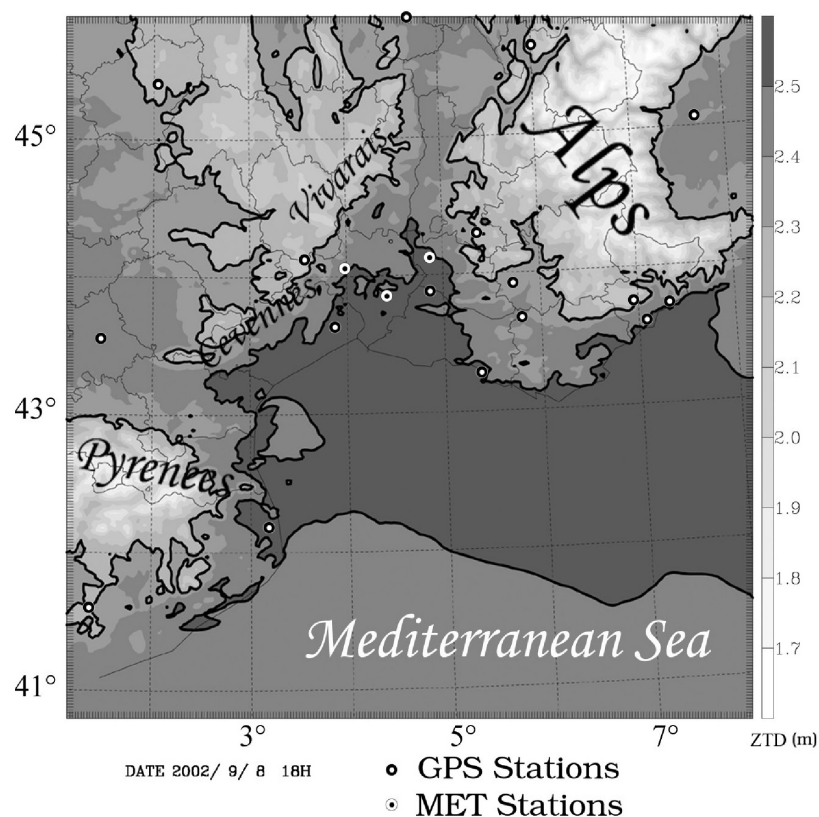 2.5
45°
2.4
Alps
Vivarais
2.3
2.2
Cevennes
2.1
43°
2.0
Pyrenees
1.9
1.8
Mediterranean Sea
1.7
41°
3°
5°
7°
ZTD (m)
DATE 2002/ 9/ 8 18H
GPS Stations
MET Stations